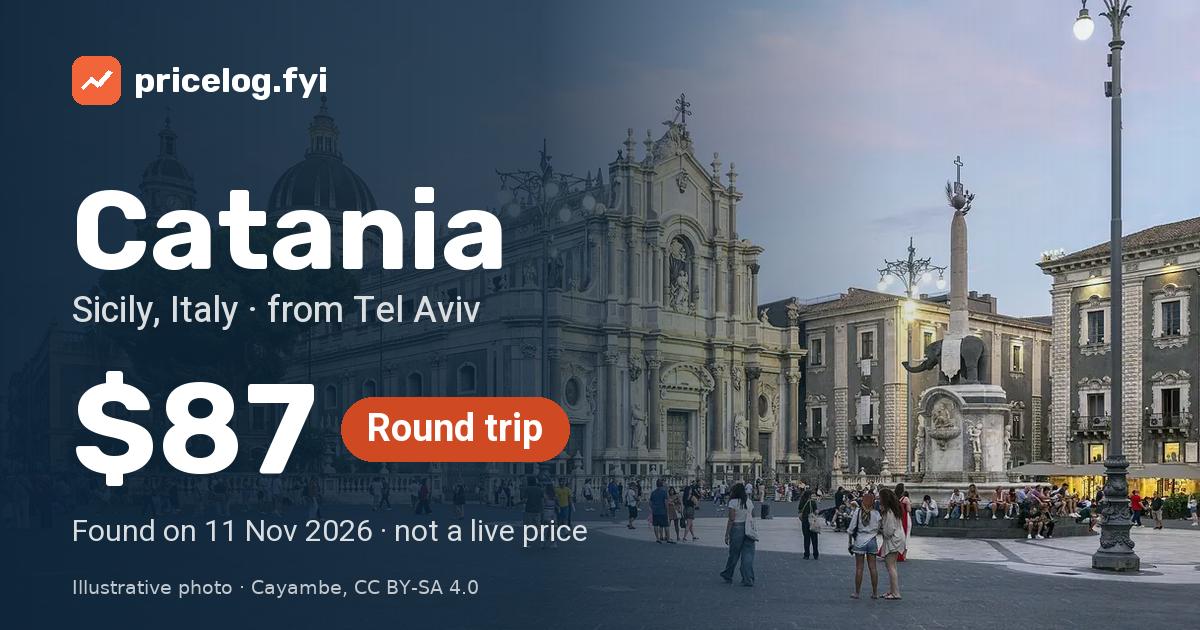 pricelog.fyi
Catania
Sicily, Italy · from Tel Aviv
$87
Round trip
Found on 11 Nov 2026 · not a live price
Illustrative photo · Cayambe, CC BY-SA 4.0